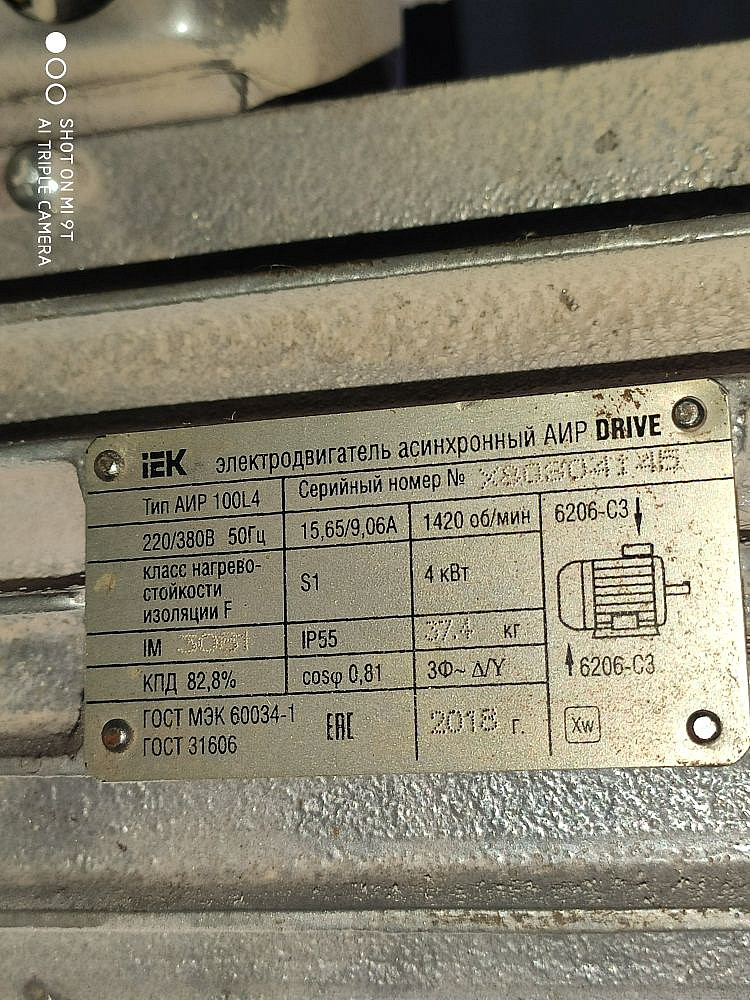 SHOT ON MI 9T
AI TRIPLE CAMERA
iEK электродвигатель асинхронный АИР DRIVE
Тип АИР 100L4 Серийный номер №
220/380В 50Гц 15,65/9,06А 1420 об/мин 6206-С3
класс нагрево-
стойкости
изоляции F S1 4 кВт
IM 3081 IP55 37.4 кг
КПД 82,8% cosφ 0,81 3Ф~ Δ/Y 6206-С3
ГОСТ МЭК 60034-1
ГОСТ 31606 EAC 2018 г. Xw